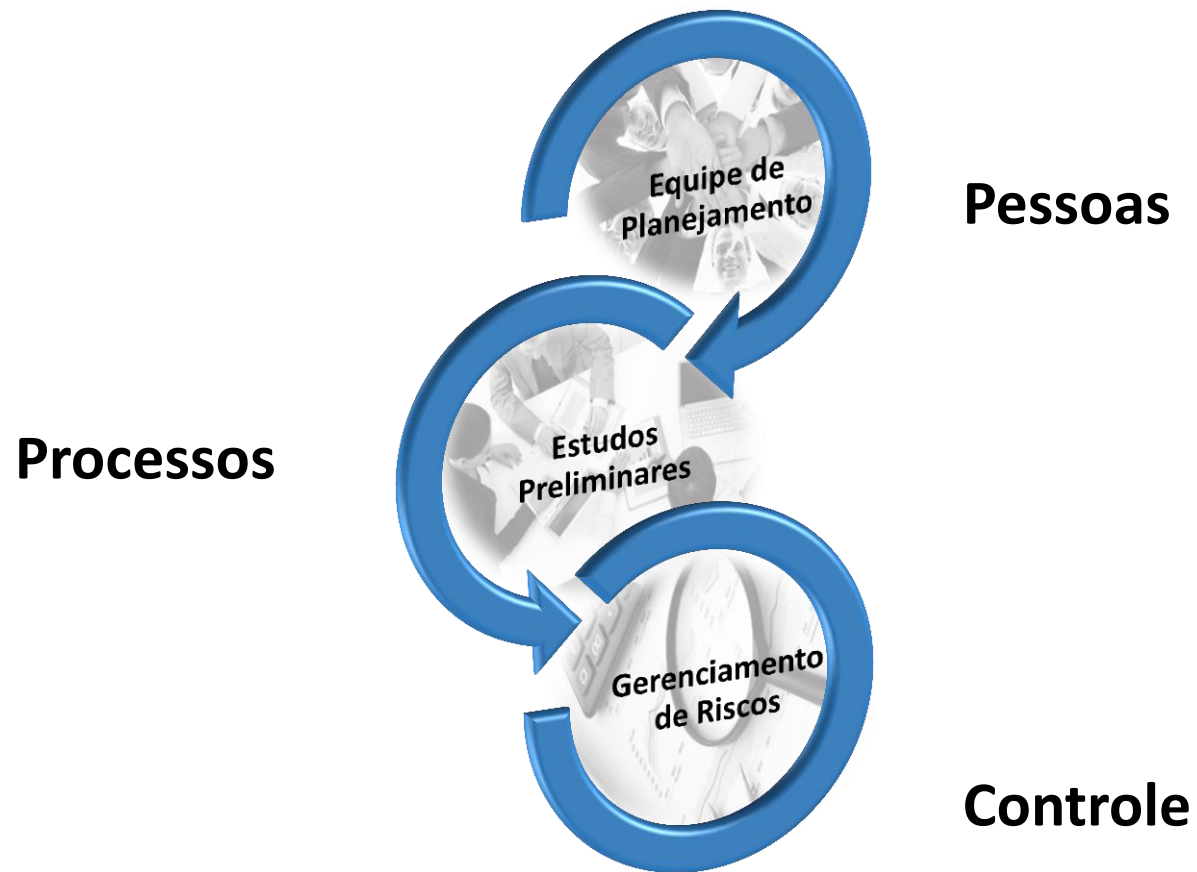 Equipe de
Planejamento
Pessoas
Processos
Estudos
Preliminares
Gerenciamento
de Riscos
Controle